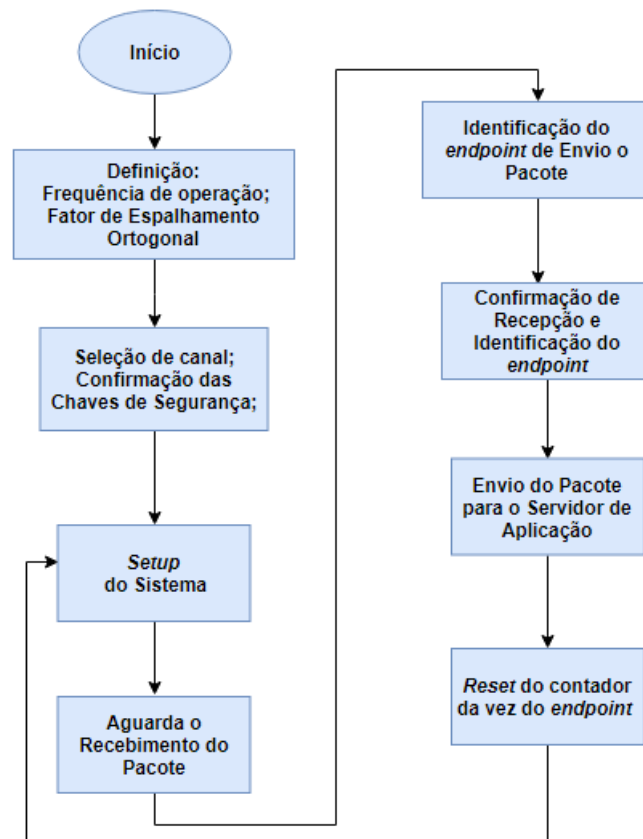 Início
Definição:
Frequência de operação;
Fator de Espalhamento
Ortogonal
Seleção de canal;
Confirmação das
Chaves de Segurança;
Setup
do Sistema
Aguarda o
Recebimento do
Pacote
Identificação do
endpoint de Envio o
Pacote
Confirmação de
Recepção e
Identificação do
endpoint
Envio do Pacote
para o Servidor de
Aplicação
Reset do contador
da vez do endpoint